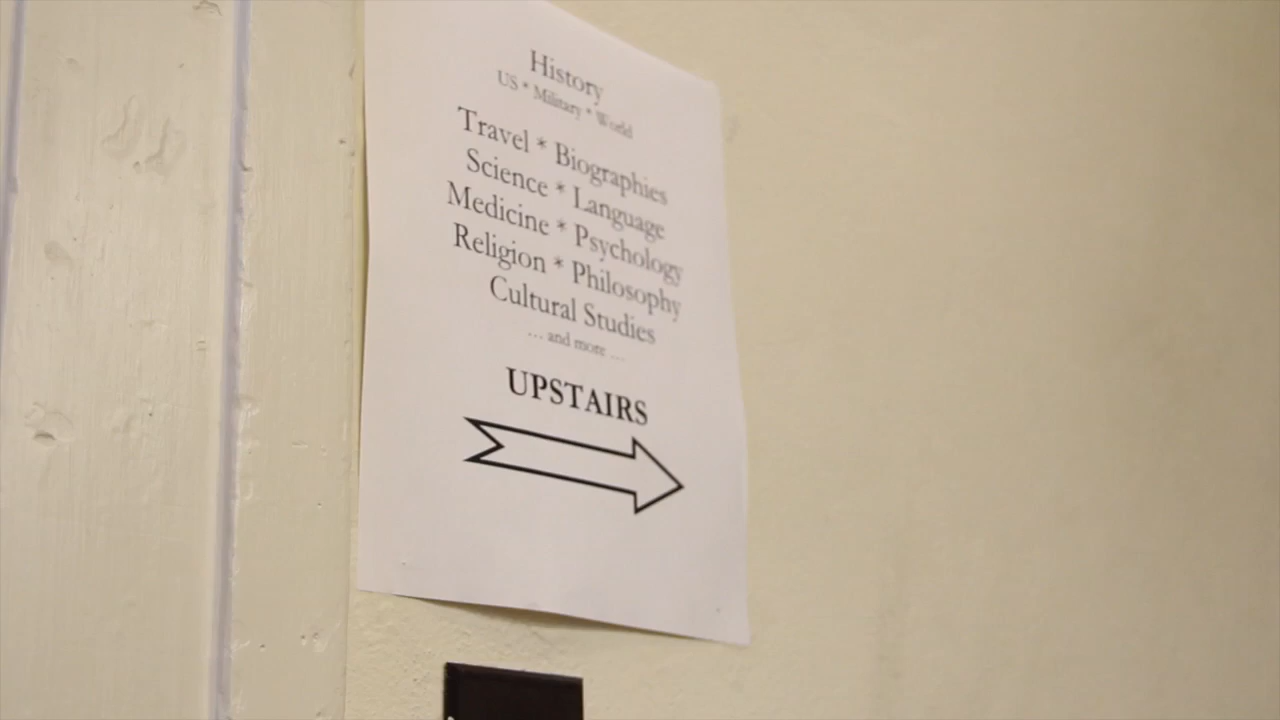 History
US * Military * World
Travel * Biographies
Science * Language
Medicine * Psychology
Religion * Philosophy
Cultural Studies
... and more ...
UPSTAIRS